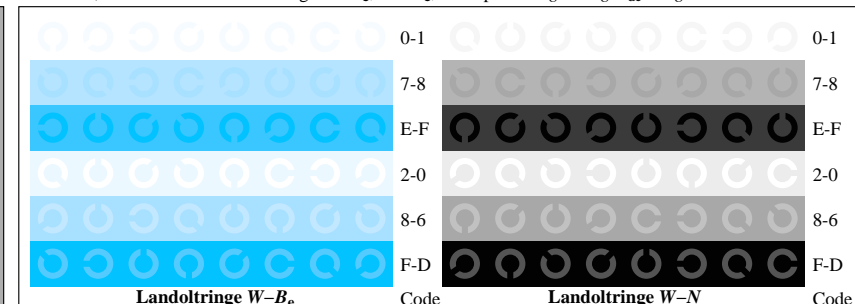 0-1
0-1
7-8
7-8
E-F
E-F
2-0
2-0
8-6
8-6
F-D
F-D
Landoltringe W–Be
Code
Landoltringe W–N
Code